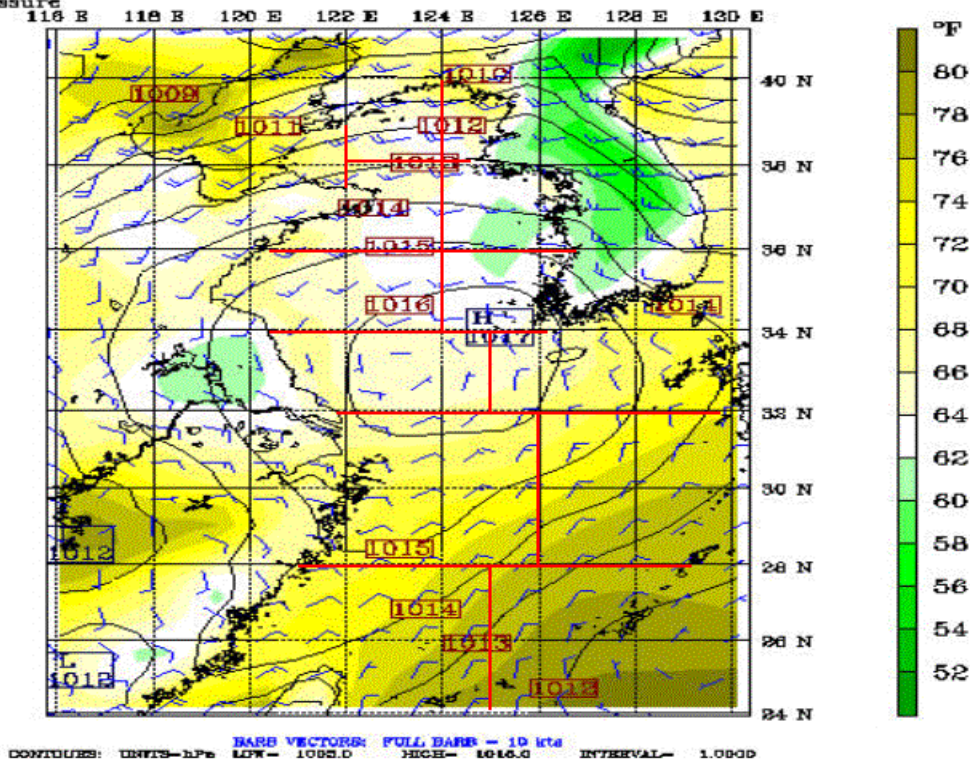 ssure
116 E 118 E 120 E 122 E 124 E 126 E 128 E 130 E
°F
40 N
38 N
36 N
34 N
32 N
30 N
28 N
26 N
24 N
1009
1010
1011
1012
1013
1014
1015
1016
1014
H
1017
1012
1015
1014
1013
L
1012
1012
80
78
76
74
72
70
68
66
64
62
60
58
56
54
52
BARB VECTORS: FULL BARB = 10 kts
CONTOURS: UNITS=hPa LOW= HIGH= INTERVAL= 1.0000